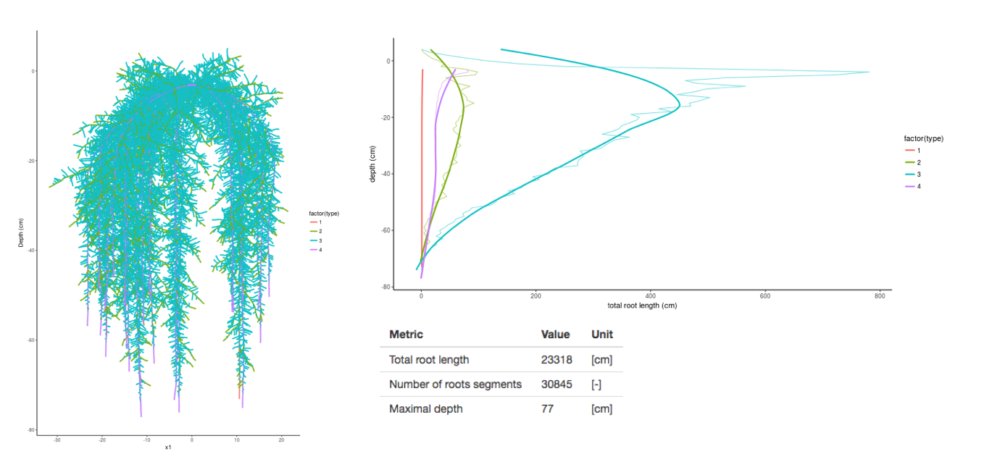 0
-20
-40
-60
-80
-30
-20
-10
0
10
20
x1
Depth (cm)
factor(type)
1
2
3
4
0
-20
-40
-60
-80
0
200
400
600
800
total root length (cm)
depth (cm)
factor(type)
1
2
3
4
Metric Value Unit
Total root length 23318 [cm]
Number of roots segments 30845 [-]
Maximal depth 77 [cm]